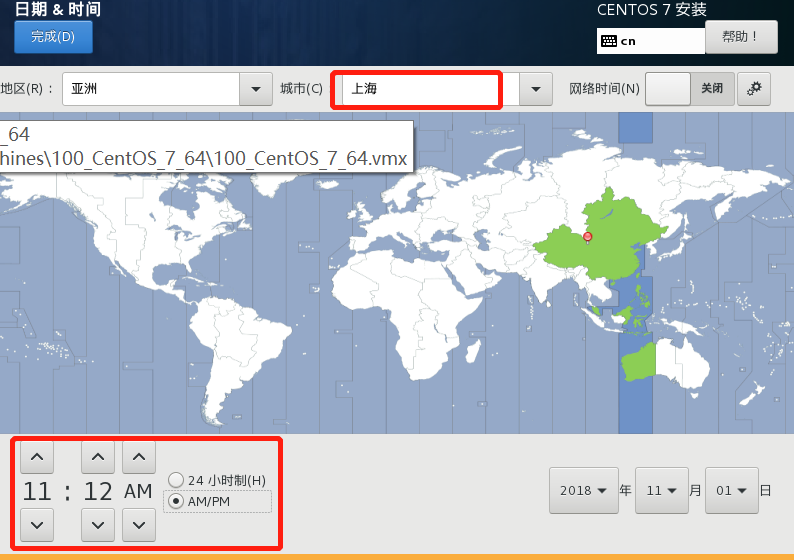 日期 & 时间
CENTOS 7 安装
完成(D)
cn
帮助！
地区(R)：
亚洲
城市(C)
上海
网络时间(N)
关闭
_64
hines\100_CentOS_7_64\100_CentOS_7_64.vmx
11 : 12 AM
24 小时制(H)
AM/PM
2018 年 11 月 01 日